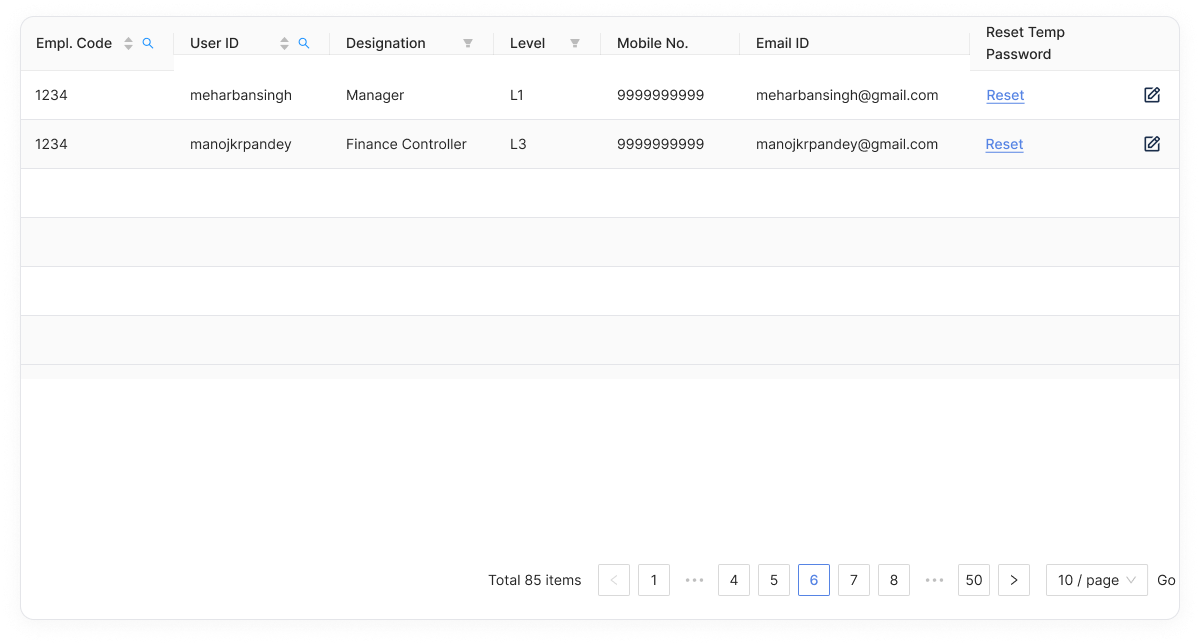 Empl. Code User ID Designation Level Mobile No. Email ID Reset Temp
Password
1234 meharbansingh Manager L1 9999999999 meharbansingh@gmail.com Reset
1234 manojkrpandey Finance Controller L3 9999999999 manojkrpandey@gmail.com Reset
Total 85 items < 1 ••• 4 5 6 7 8 ••• 50 > 10 / page Go